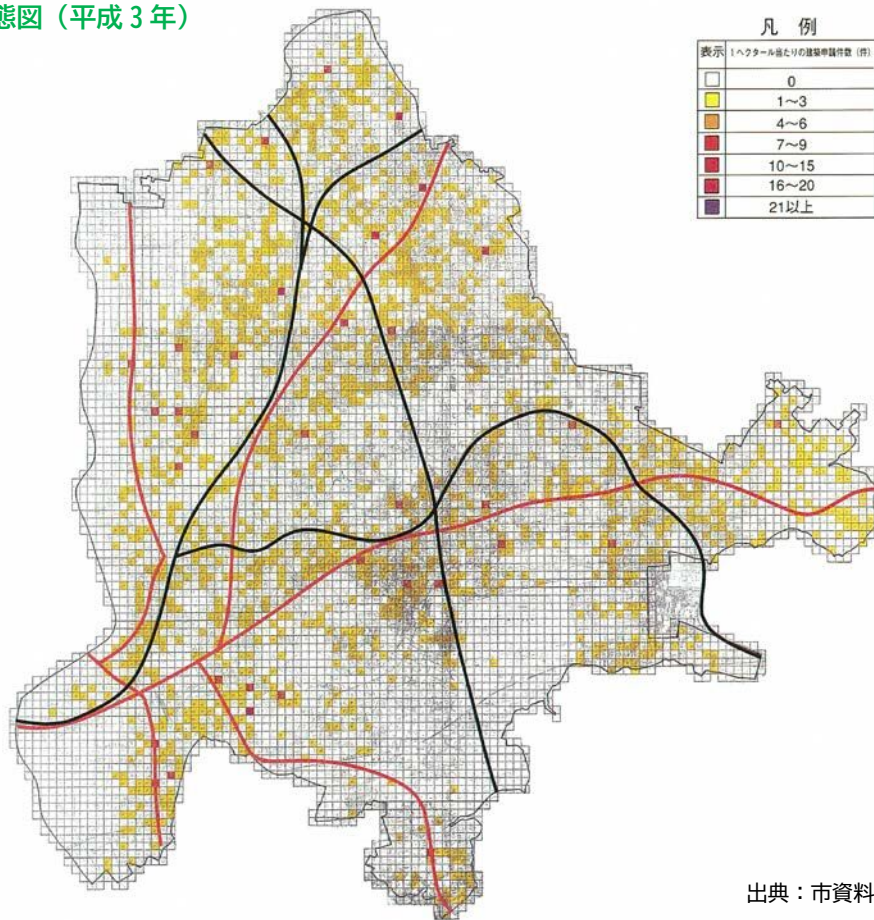 態図（平成３年）
凡　例
表示　１ヘクタール当たりの建築申請件数（件）
0
1～3
4～6
7～9
10～15
16～20
21以上
出典：市資料